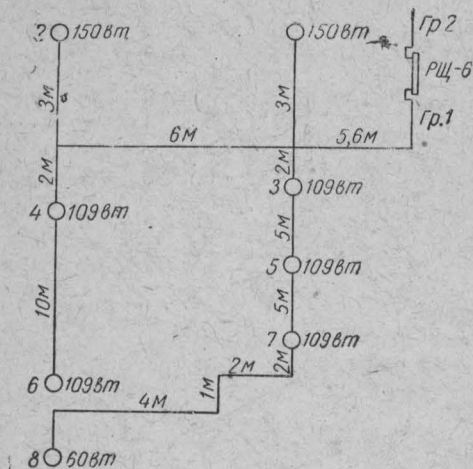 2 150вт 150вт Гр 2
3м 3м РЩ-6
Гр.1
6м 5,6м
2м 2м
3 109вт
4 109вт
5м
5 109вт
10м 5м
7 109вт
6 109вт 2м 2м
4м 1м
8 60вт